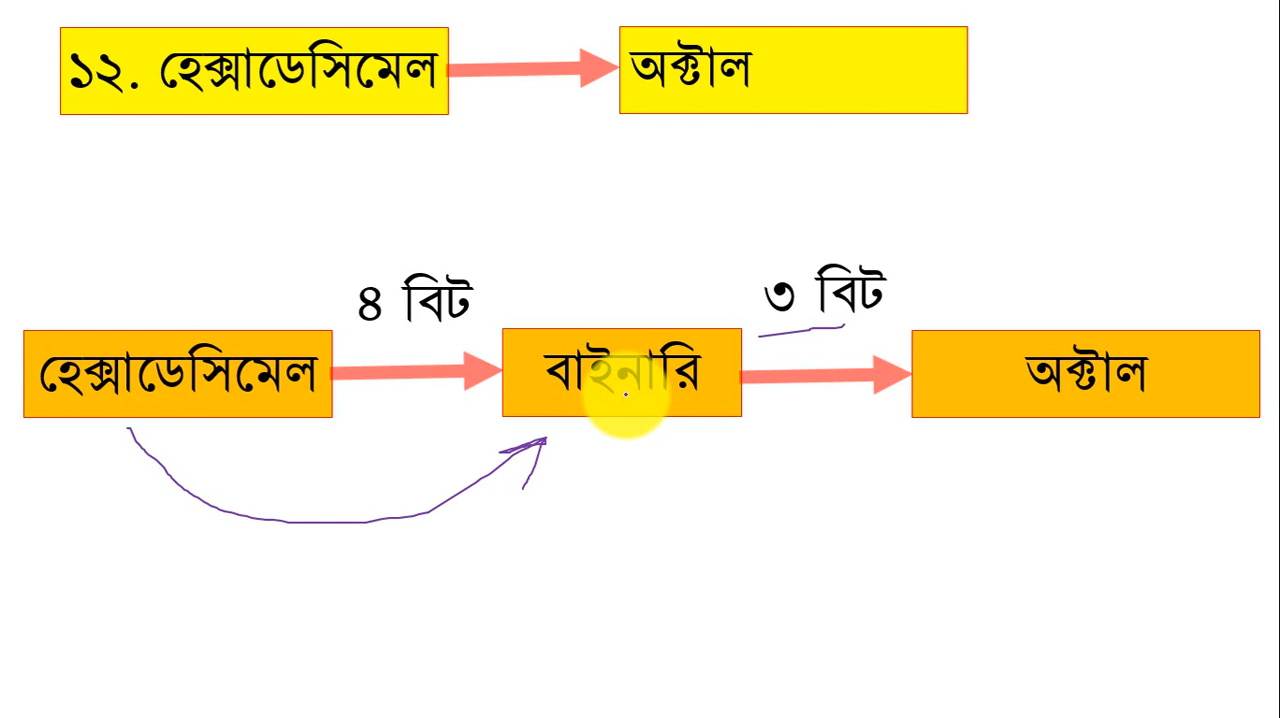 ১২. হেক্সাডেসিমেল অক্টাল
৪ বিট ৩ বিট
হেক্সাডেসিমেল বাইনারি অক্টাল